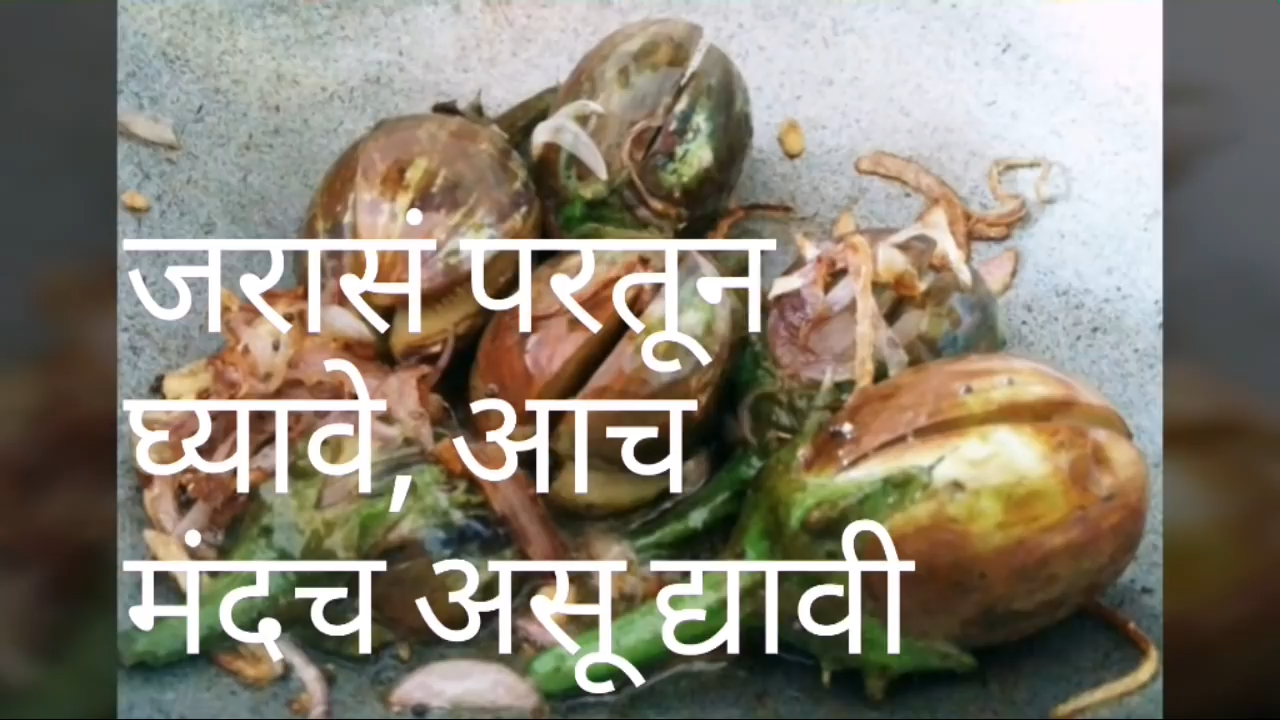 जरासं परतून
घ्यावे, आच
मंदच असू द्यावी